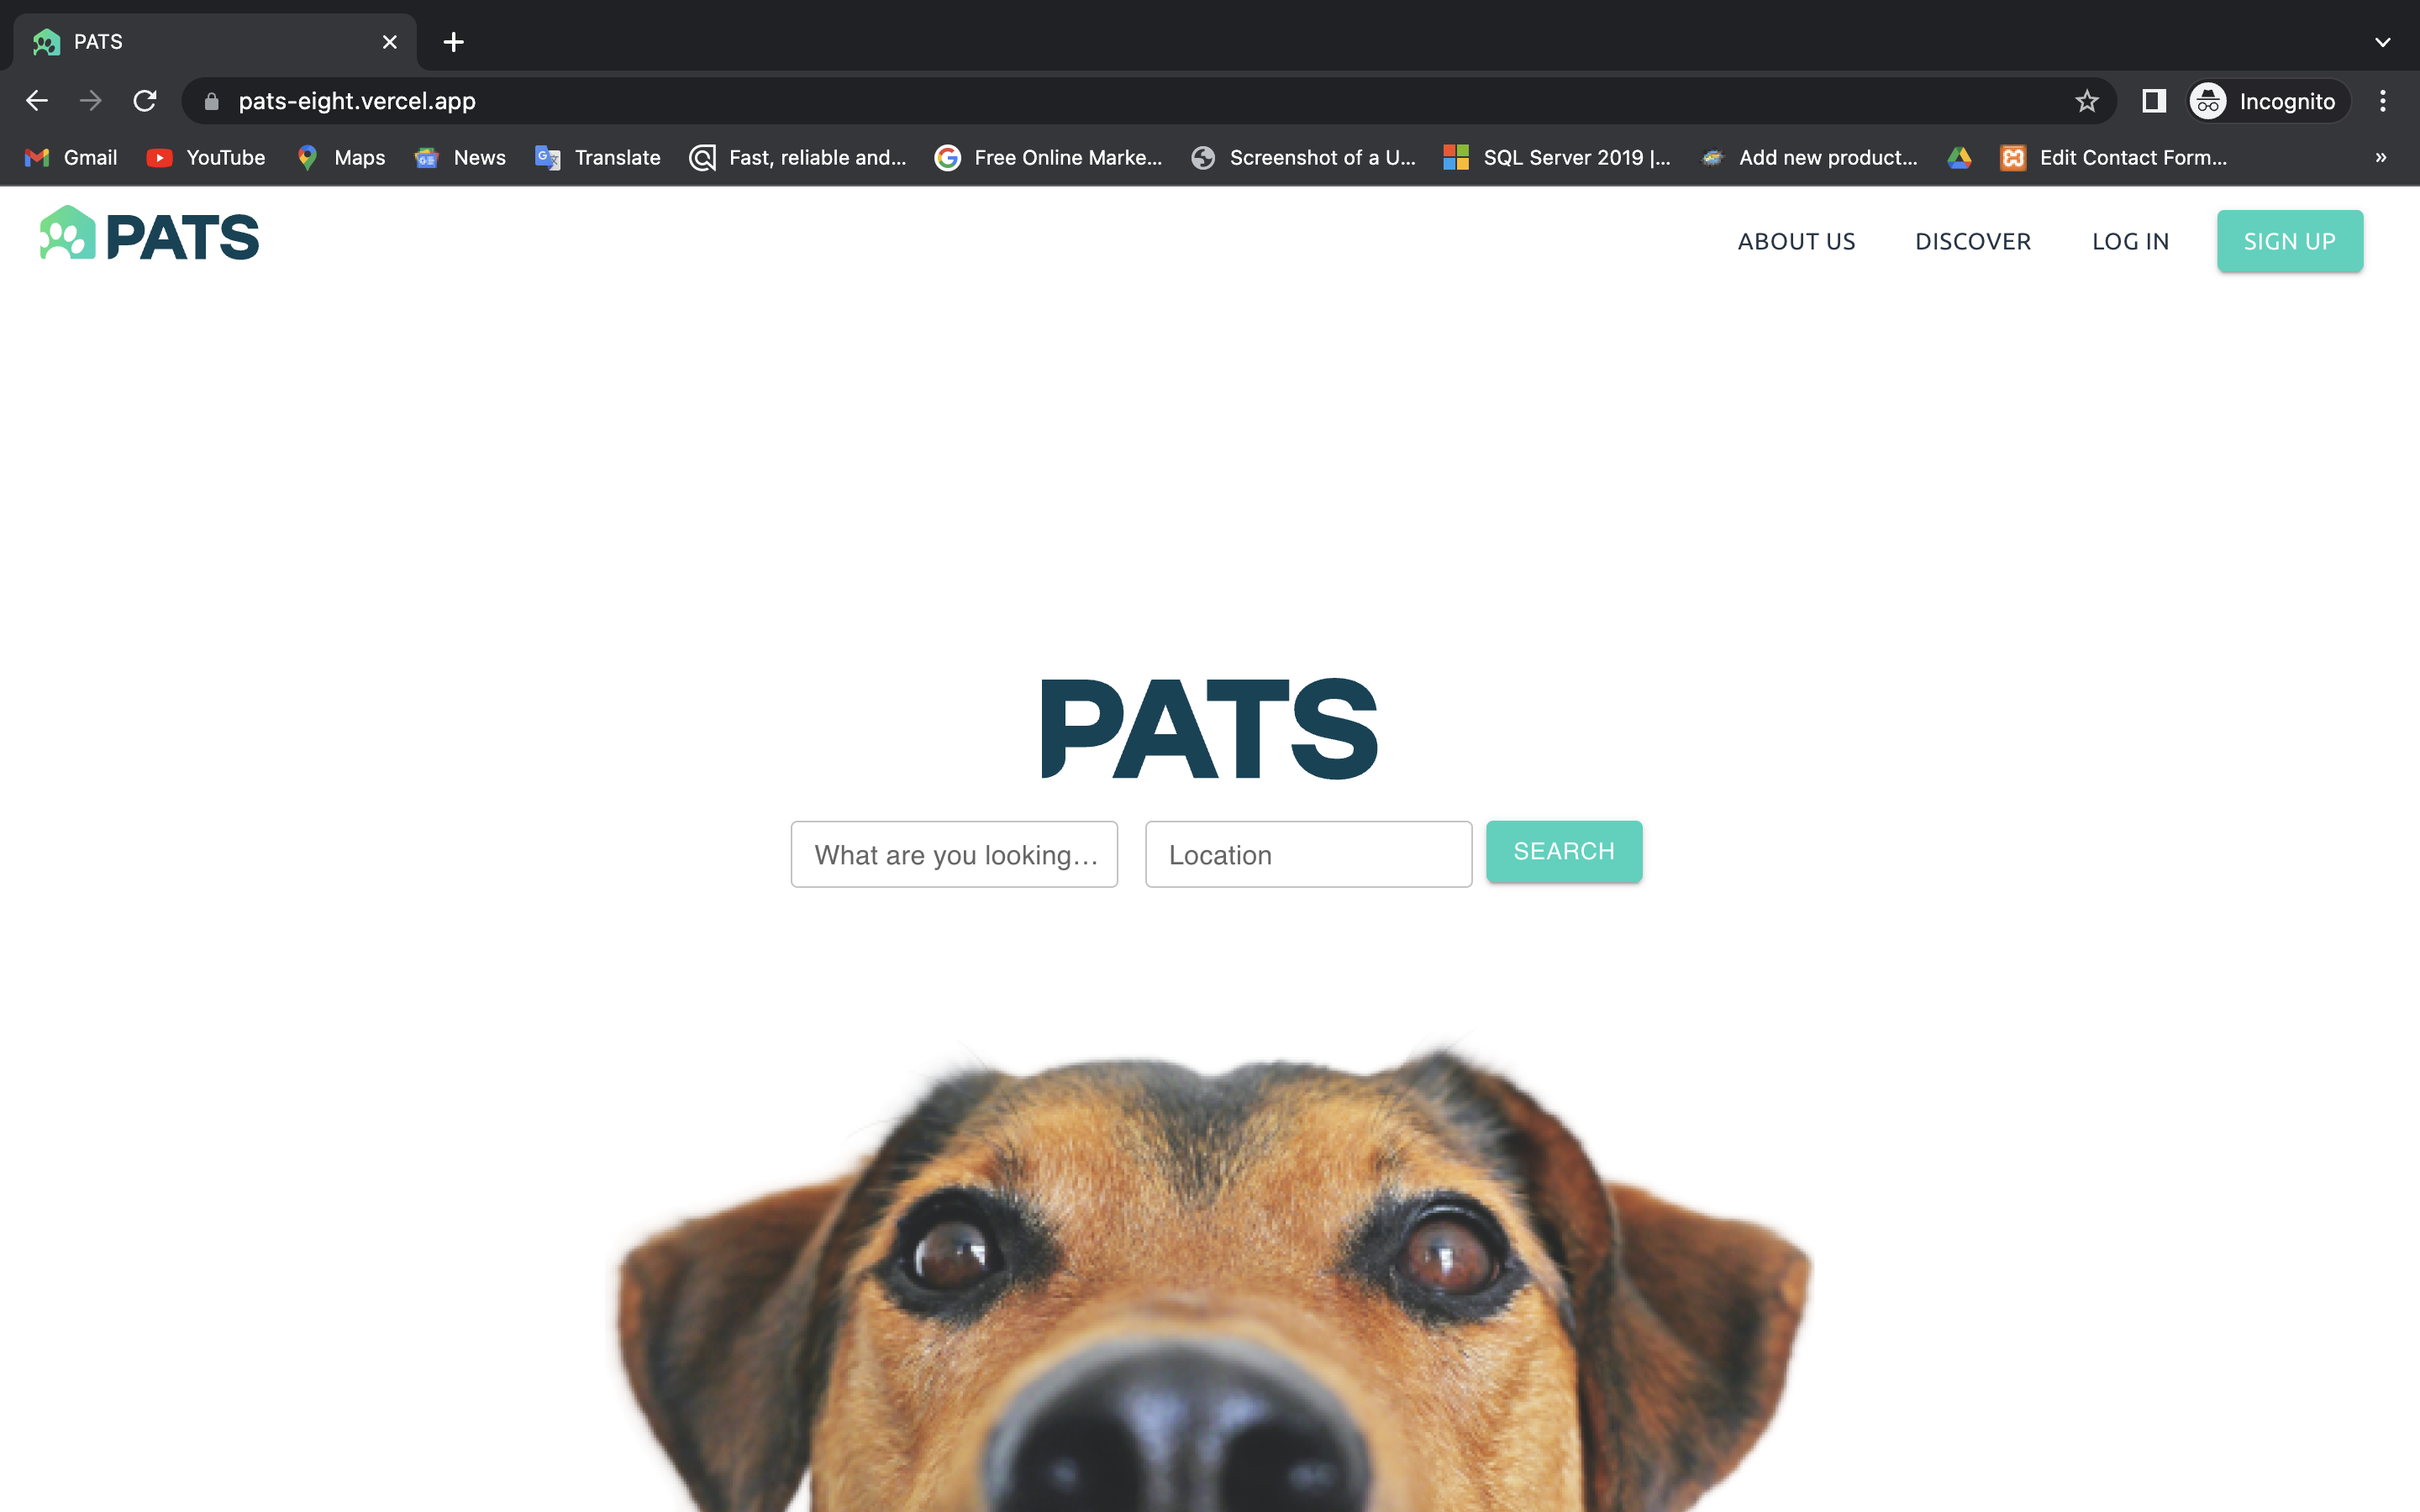 PATS
pats-eight.vercel.app
Incognito
Gmail YouTube Maps News Translate Fast, reliable and... Free Online Marke... Screenshot of a U... SQL Server 2019 |... Add new product... Edit Contact Form... »
PATS ABOUT US DISCOVER LOG IN SIGN UP
PATS
What are you looking... Location SEARCH